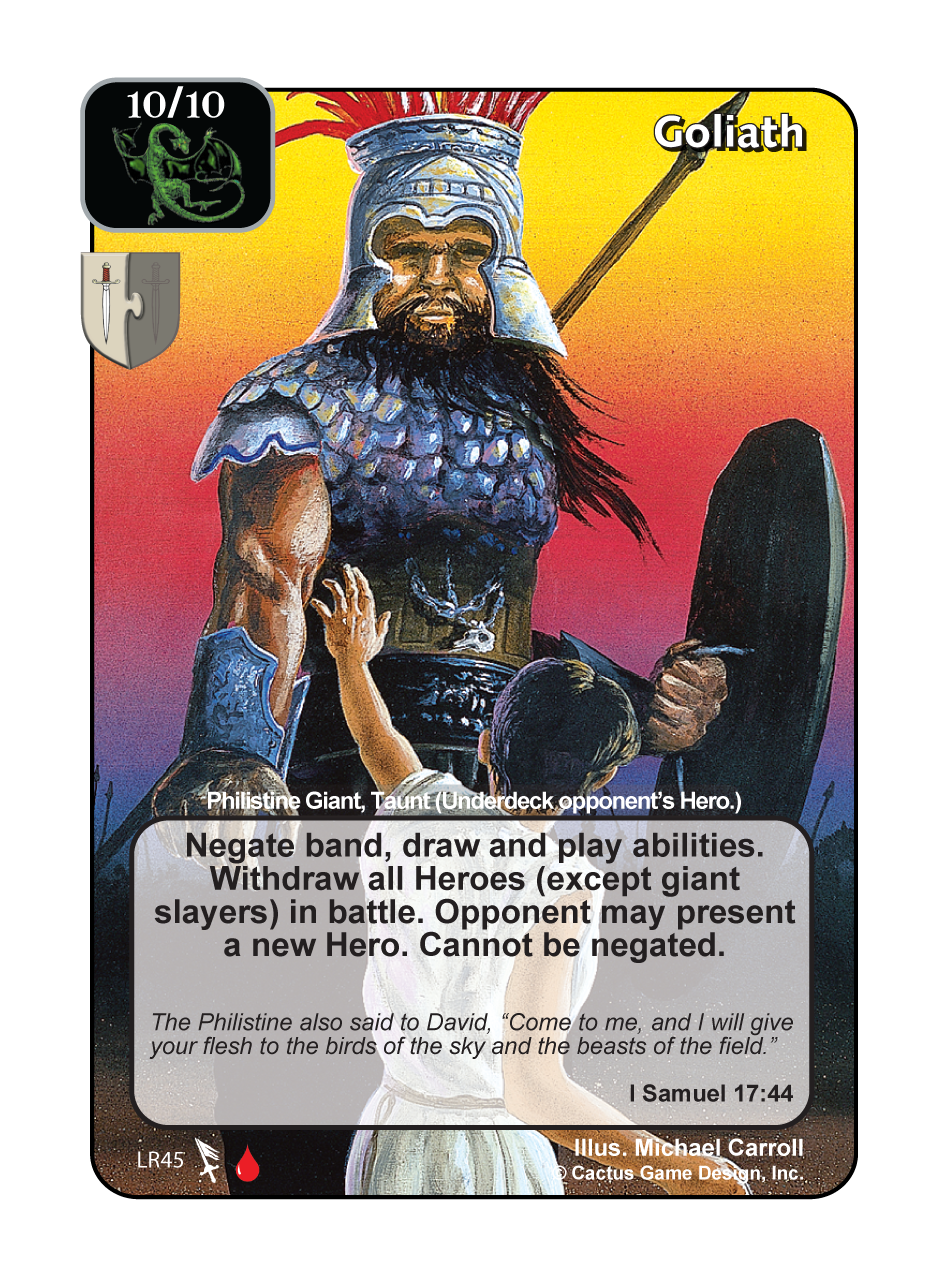 10/10
Goliath
Philistine Giant, Taunt (Underdeck opponent's Hero.)
Negate band, draw and play abilities.
Withdraw all Heroes (except giant
slayers) in battle. Opponent may present
a new Hero. Cannot be negated.
The Philistine also said to David, “Come to me, and I will give
your flesh to the birds of the sky and the beasts of the field.”
I Samuel 17:44
LR45
Illus. Michael Carroll
© Cactus Game Design, Inc.